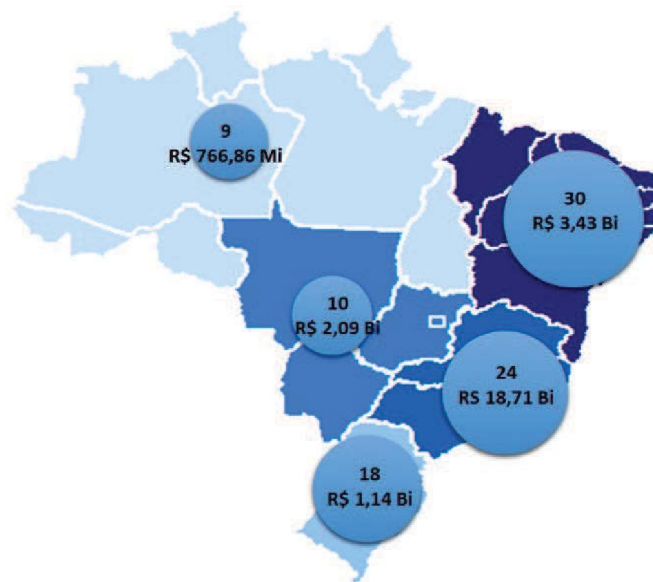 9
R$ 766,86 Mi
30
R$ 3,43 Bi
10
R$ 2,09 Bi
24
RS 18,71 Bi
18
R$ 1,14 Bi